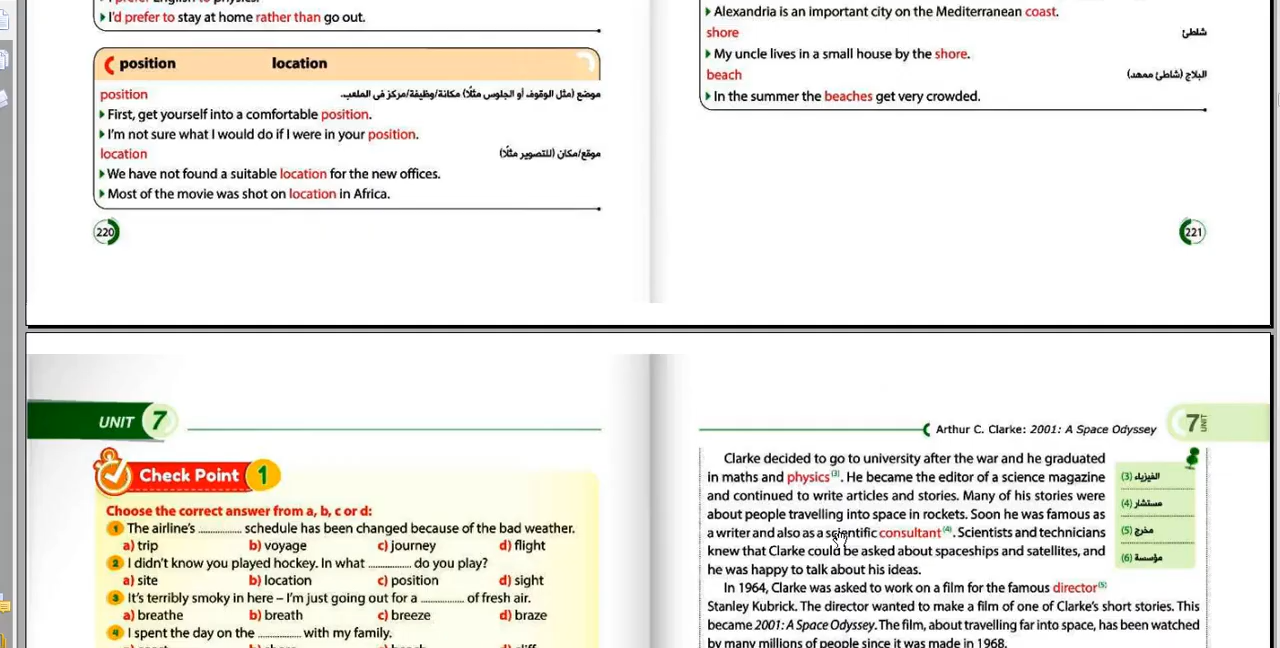 I'd prefer to stay at home rather than go out.
position location
position موضع (مثل الوقوف أو الجلوس مثلًا) مكانة/وظيفة/مركز في الملعب.
First, get yourself into a comfortable position.
I'm not sure what I would do if I were in your position.
location موقع/مكان (للتصوير مثلًا)
We have not found a suitable location for the new offices.
Most of the movie was shot on location in Africa.
220
Alexandria is an important city on the Mediterranean coast.
shore شاطئ
My uncle lives in a small house by the shore.
beach البلاج (شاطئ ممهد)
In the summer the beaches get very crowded.
221
UNIT 7
Check Point 1
Choose the correct answer from a, b, c or d:
1 The airline's ............... schedule has been changed because of the bad weather.
a) trip b) voyage c) journey d) flight
2 I didn't know you played hockey. In what ............... do you play?
a) site b) location c) position d) sight
3 It's terribly smoky in here – I'm just going out for a ............... of fresh air.
a) breathe b) breath c) breeze d) braze
4 I spent the day on the ............... with my family.
Arthur C. Clarke: 2001: A Space Odyssey 7 UNIT
Clarke decided to go to university after the war and he graduated
in maths and physics(3). He became the editor of a science magazine
and continued to write articles and stories. Many of his stories were
about people travelling into space in rockets. Soon he was famous as
a writer and also as a scientific consultant(4). Scientists and technicians
knew that Clarke could be asked about spaceships and satellites, and
he was happy to talk about his ideas.
In 1964, Clarke was asked to work on a film for the famous director(5)
Stanley Kubrick. The director wanted to make a film of one of Clarke's short stories. This
became 2001: A Space Odyssey. The film, about travelling far into space, has been watched
by many millions of people since it was made in 1968.
(3) الفيزياء
(4) مستشار
(5) مخرج
(6) مؤسسة